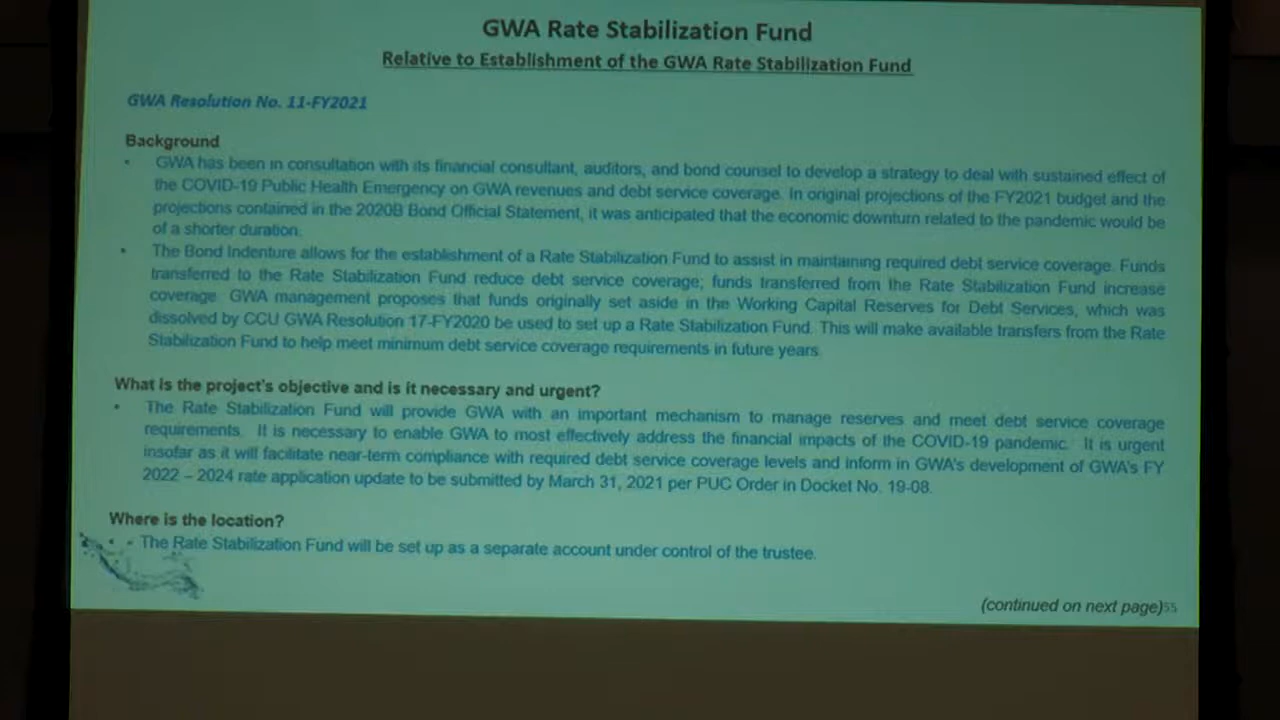 GWA Rate Stabilization Fund
Relative to Establishment of the GWA Rate Stabilization Fund
GWA Resolution No. 11-FY2021
Background
• GWA has been in consultation with its financial consultant, auditors, and bond counsel to develop a strategy to deal with sustained effect of
the COVID-19 Public Health Emergency on GWA revenues and debt service coverage. In original projections of the FY2021 budget and the
projections contained in the 2020B Bond Official Statement, it was anticipated that the economic downturn related to the pandemic would be
of a shorter duration.
• The Bond Indenture allows for the establishment of a Rate Stabilization Fund to assist in maintaining required debt service coverage. Funds
transferred to the Rate Stabilization Fund reduce debt service coverage; funds transferred from the Rate Stabilization Fund increase
coverage. GWA management proposes that funds originally set aside in the Working Capital Reserves for Debt Services, which was
dissolved by CCU GWA Resolution 17-FY2020 be used to set up a Rate Stabilization Fund. This will make available transfers from the Rate
Stabilization Fund to help meet minimum debt service coverage requirements in future years.
What is the project's objective and is it necessary and urgent?
• The Rate Stabilization Fund will provide GWA with an important mechanism to manage reserves and meet debt service coverage
requirements. It is necessary to enable GWA to most effectively address the financial impacts of the COVID-19 pandemic. It is urgent
insofar as it will facilitate near-term compliance with required debt service coverage levels and inform in GWA's development of GWA's FY
2022 – 2024 rate application update to be submitted by March 31, 2021 per PUC Order in Docket No. 19-08.
Where is the location?
• - The Rate Stabilization Fund will be set up as a separate account under control of the trustee.
(continued on next page)55